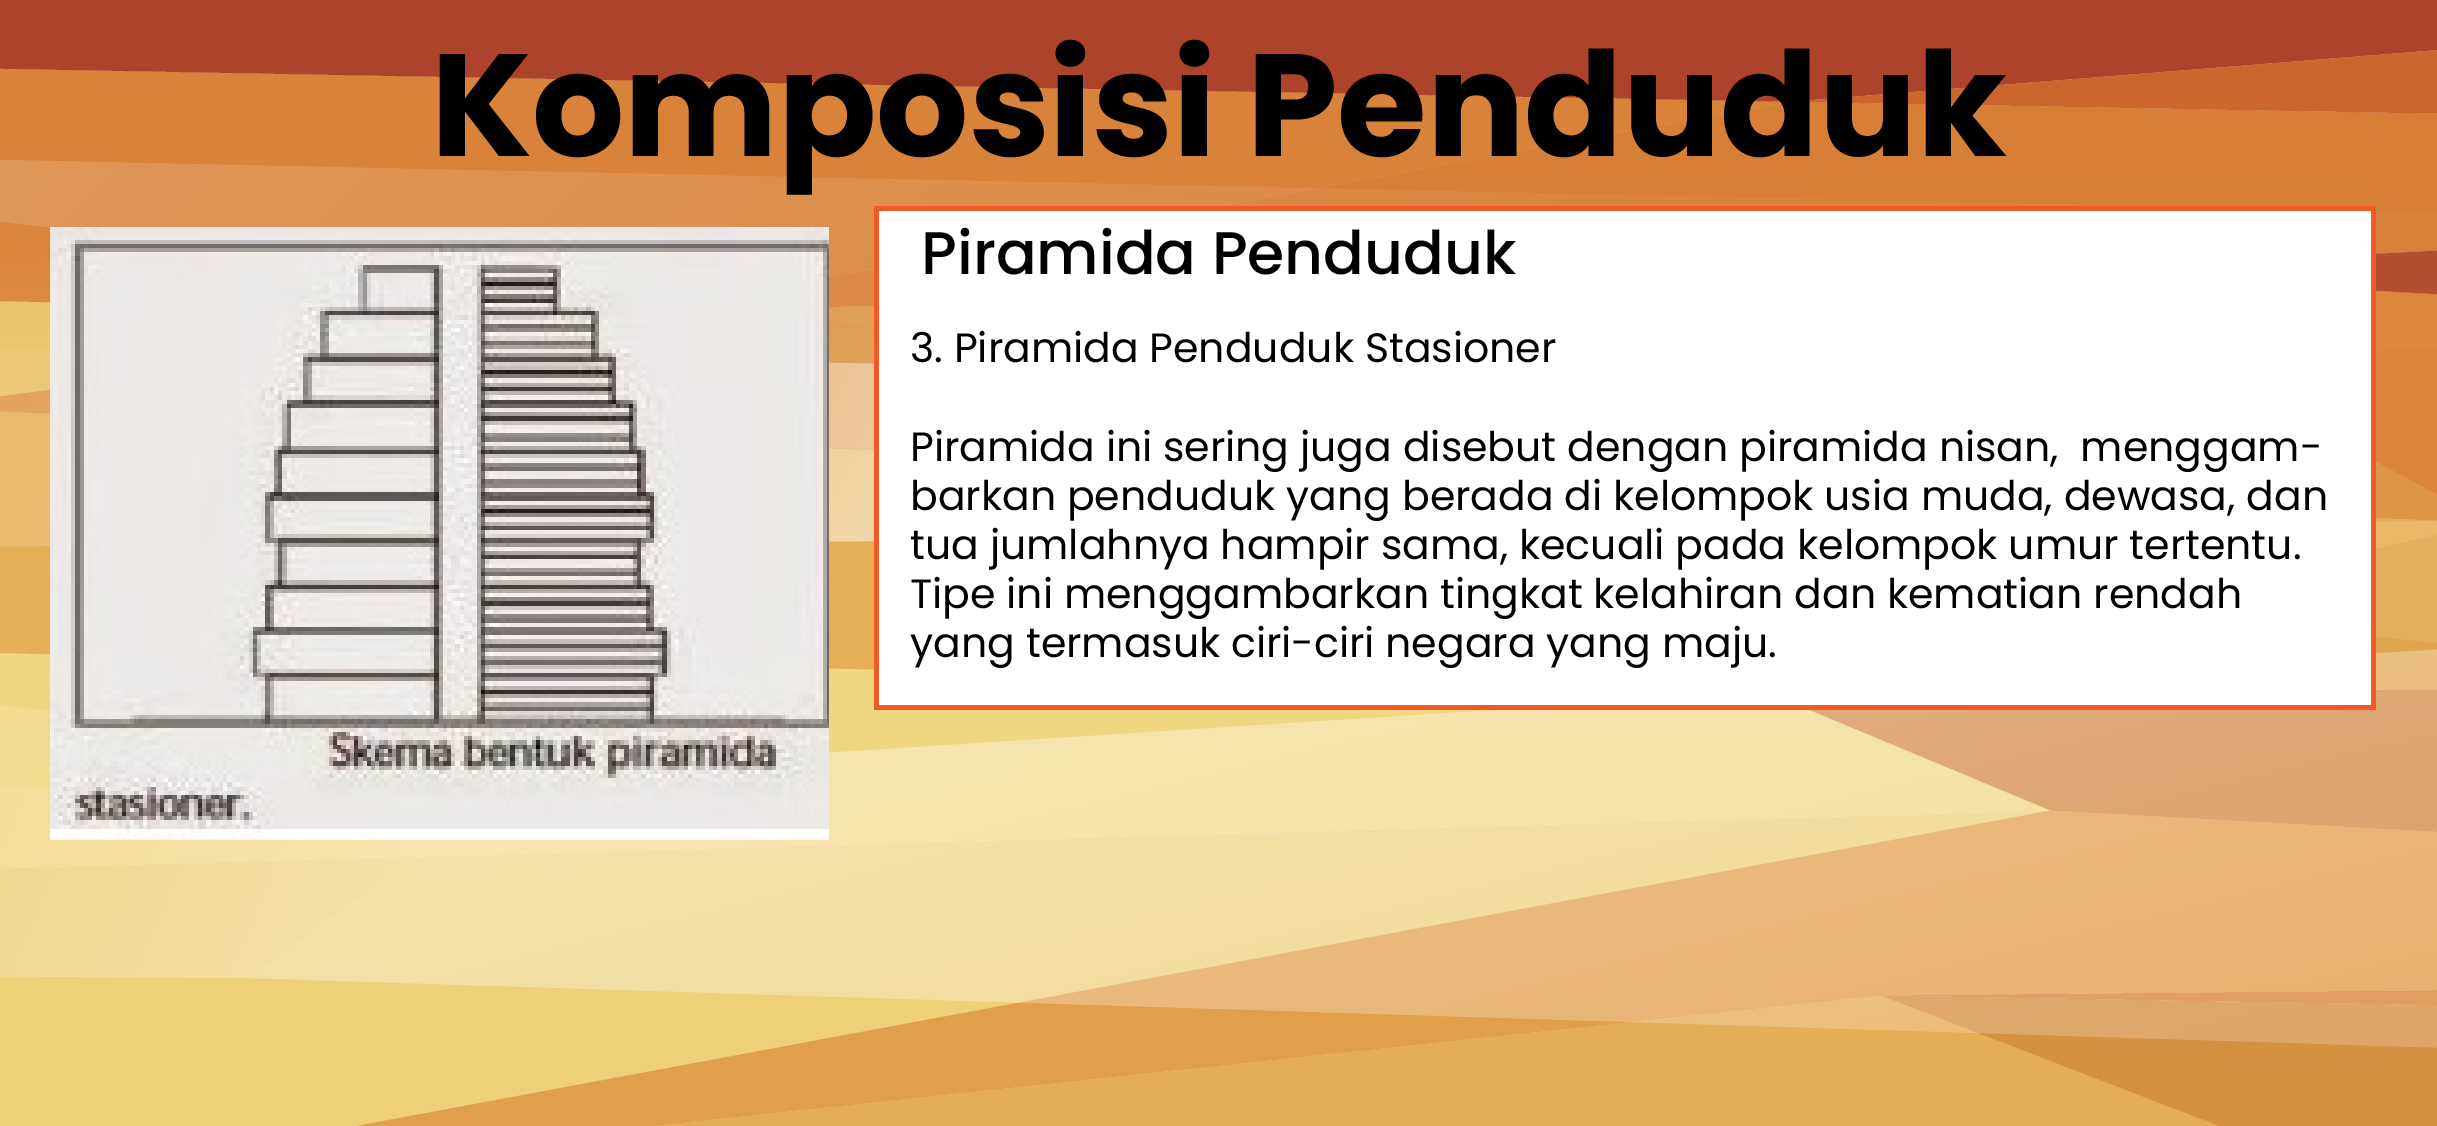 Komposisi Penduduk
Piramida Penduduk
3. Piramida Penduduk Stasioner
Piramida ini sering juga disebut dengan piramida nisan,  menggam-
barkan penduduk yang berada di kelompok usia muda, dewasa, dan
tua jumlahnya hampir sama, kecuali pada kelompok umur tertentu.
Tipe ini menggambarkan tingkat kelahiran dan kematian rendah
yang termasuk ciri-ciri negara yang maju.
Skema bentuk piramida
stasioner.